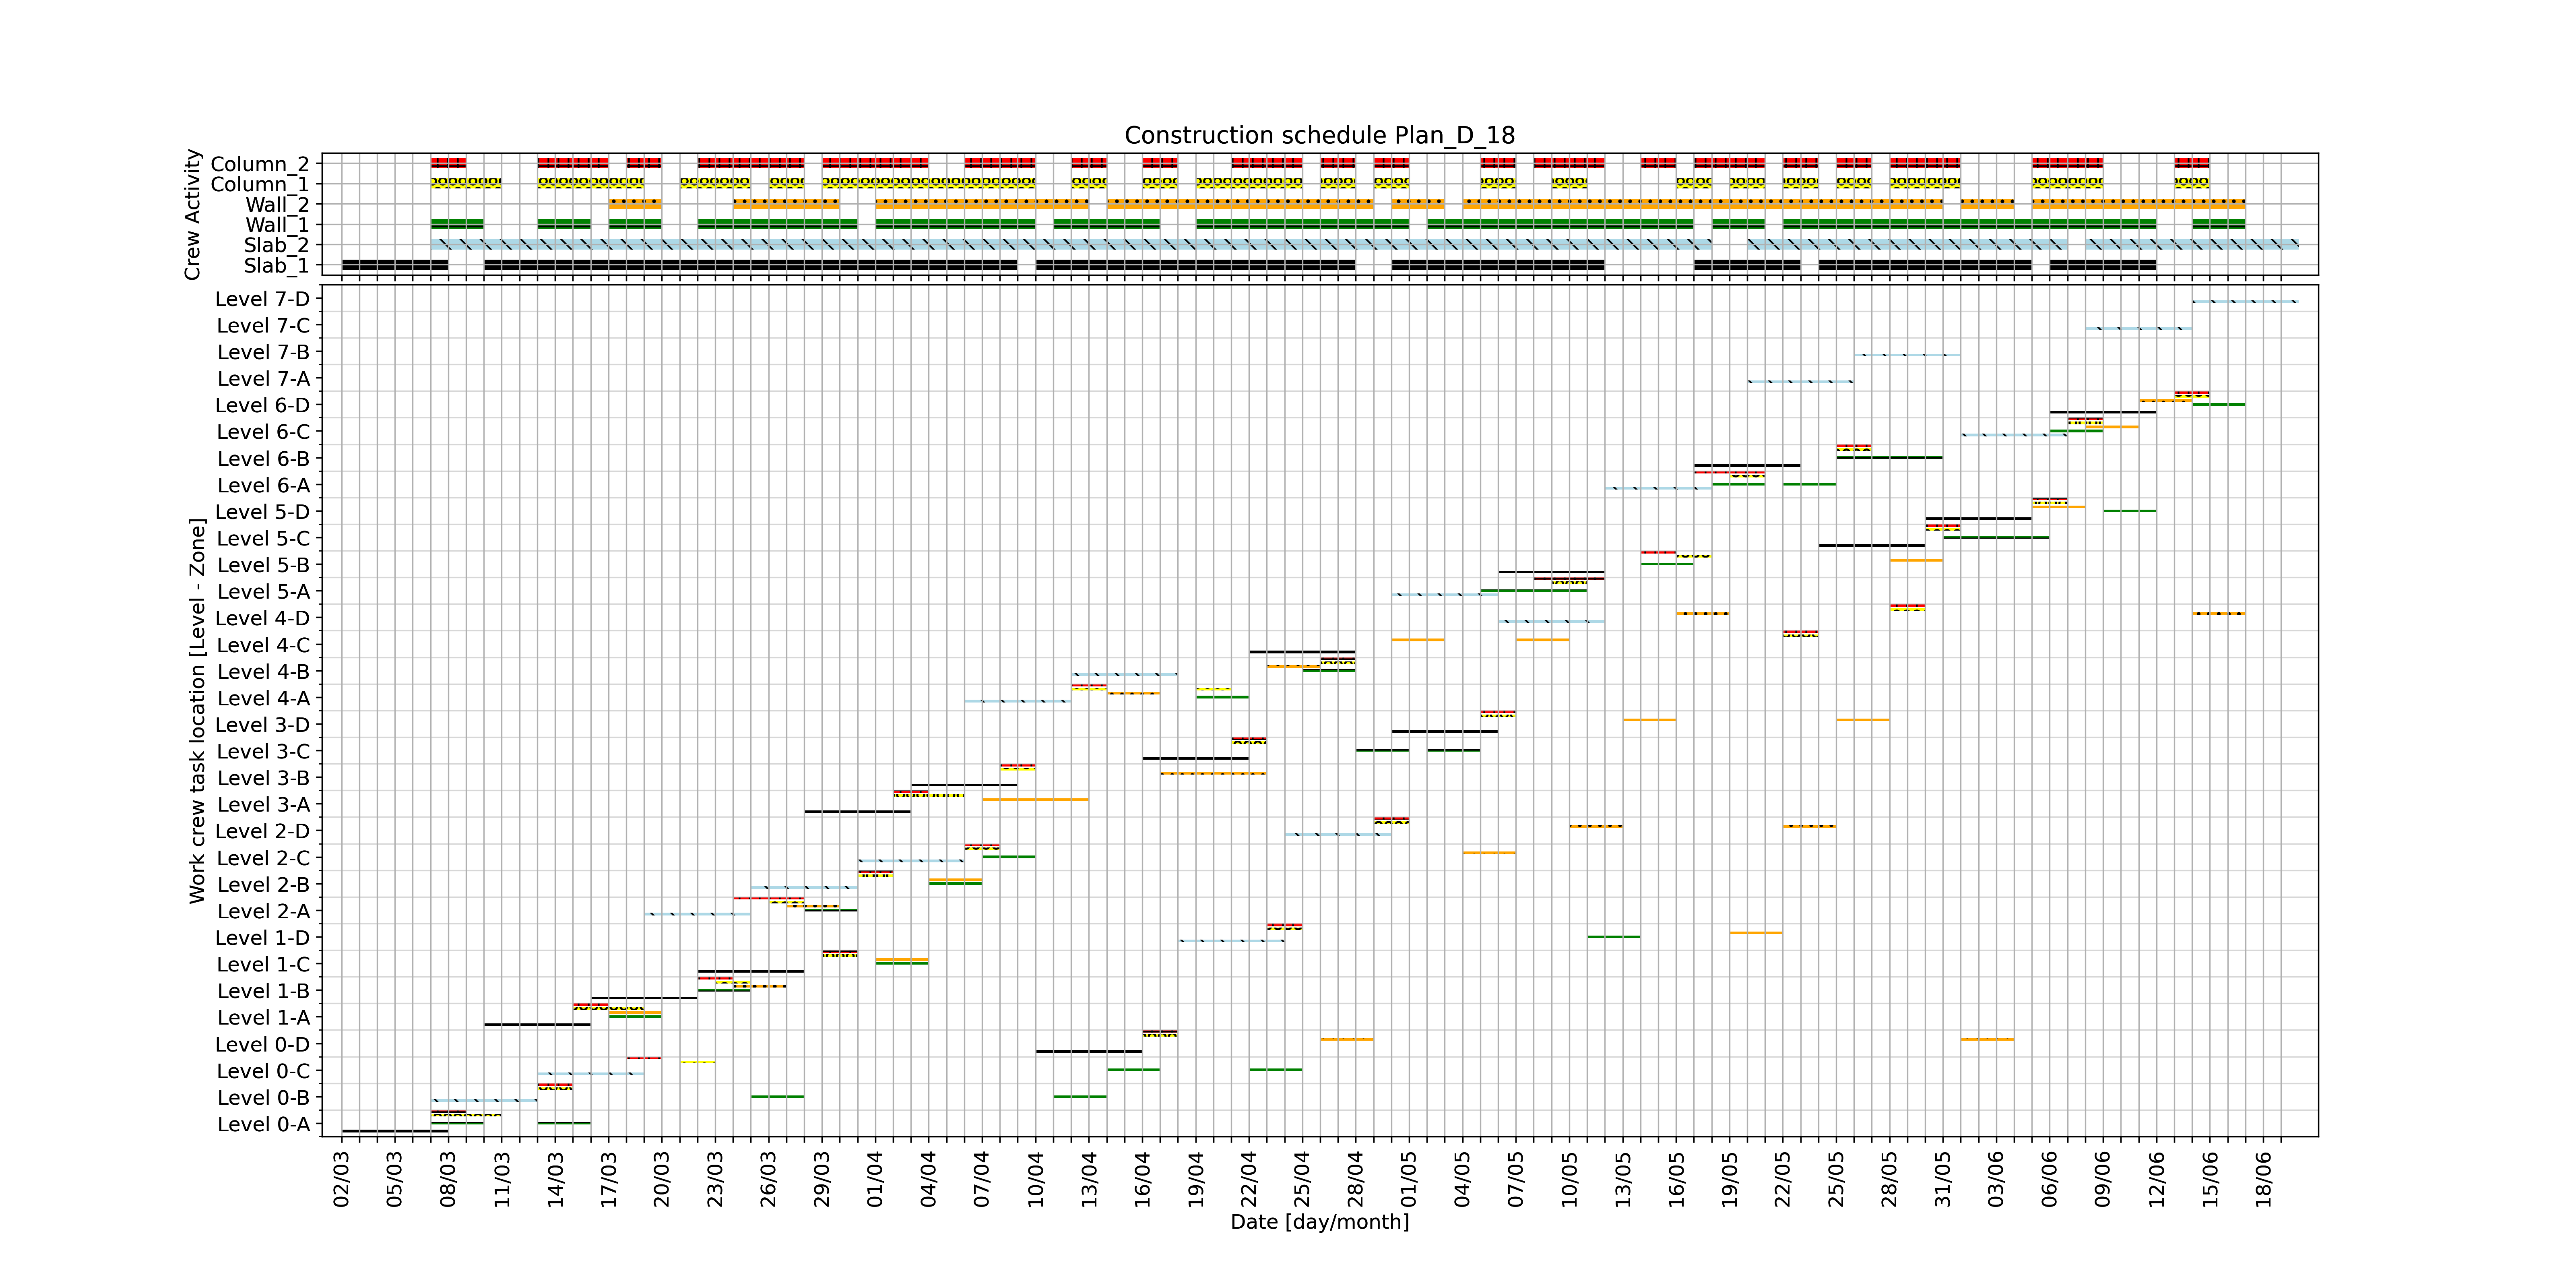 Construction schedule Plan_D_18
Crew Activity
Column_2
Column_1
Wall_2
Wall_1
Slab_2
Slab_1
Work crew task location [Level - Zone]
Level 7-D
Level 7-C
Level 7-B
Level 7-A
Level 6-D
Level 6-C
Level 6-B
Level 6-A
Level 5-D
Level 5-C
Level 5-B
Level 5-A
Level 4-D
Level 4-C
Level 4-B
Level 4-A
Level 3-D
Level 3-C
Level 3-B
Level 3-A
Level 2-D
Level 2-C
Level 2-B
Level 2-A
Level 1-D
Level 1-C
Level 1-B
Level 1-A
Level 0-D
Level 0-C
Level 0-B
Level 0-A
02/03 05/03 08/03 11/03 14/03 17/03 20/03 23/03 26/03 29/03 01/04 04/04 07/04 10/04 13/04 16/04 19/04 22/04 25/04 28/04 01/05 04/05 07/05 10/05 13/05 16/05 19/05 22/05 25/05 28/05 31/05 03/06 06/06 09/06 12/06 15/06 18/06
Date [day/month]